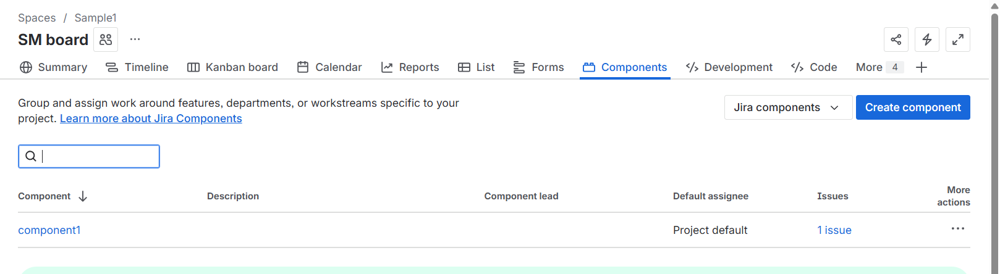 Spaces / Sample1
SM board
Summary Timeline Kanban board Calendar Reports List Forms Components Development Code More 4
Group and assign work around features, departments, or workstreams specific to your
project. Learn more about Jira Components
Jira components
Create component
Component Description Component lead Default assignee Issues More
actions
component1 Project default 1 issue